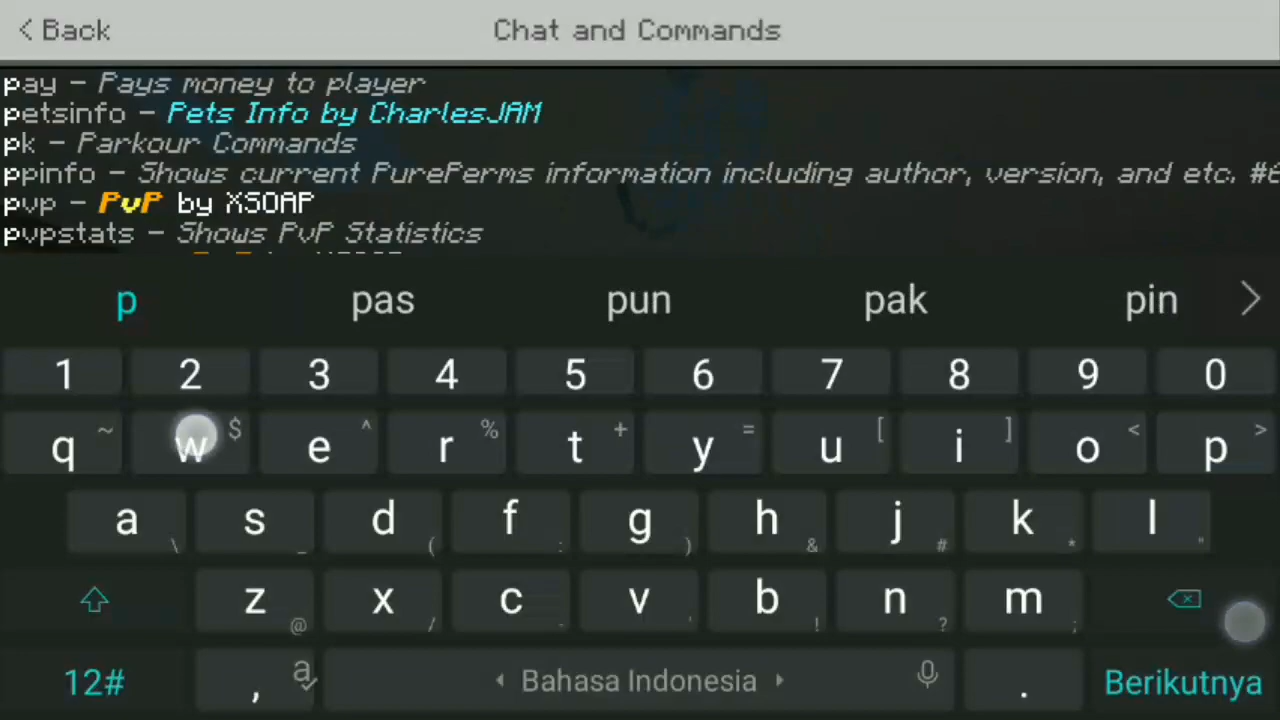 < Back Chat and Commands
pay - Pays money to player
petsinfo - Pets Info by CharlesJAM
pk - Parkour Commands
ppinfo - Shows current PurePerms information including author, version, and etc. #6
pvp - PvP by XSOAP
pvpstats - Shows PvP Statistics
p pas pun pak pin >
1 2 3 4 5 6 7 8 9 0
q ~ w $ e ^ r % t + y = u [ i ] o < p >
a \ s _ d ( f : g ) h & j # k * l "
z @ x / c - v ' b ! n ? m ;
12# , a Bahasa Indonesia . Berikutnya